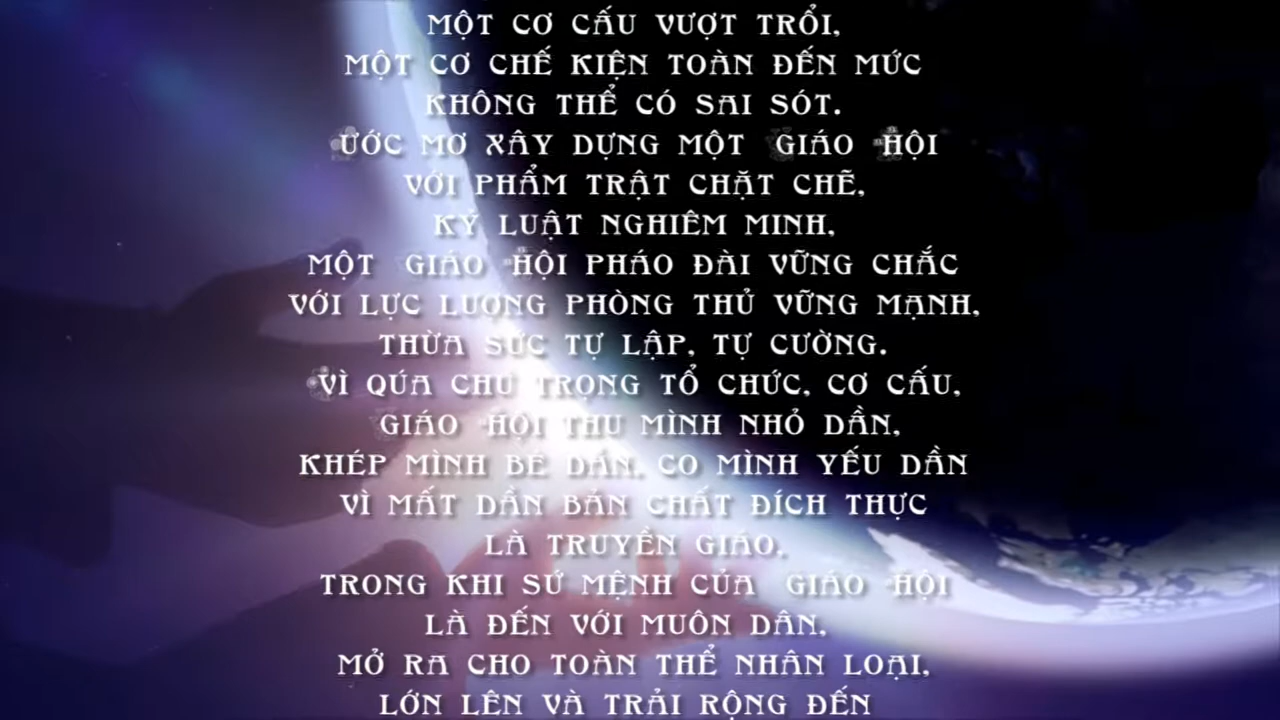 MỘT CƠ CẤU VƯỢT TRỔI,
MỘT CƠ CHẾ KIỆN TOÀN ĐẾN MỨC
KHÔNG THỂ CÓ SAI SÓT.
ƯỚC MƠ XÂY DỰNG MỘT GIÁO HỘI
VỚI PHẨM TRẬT CHẶT CHẼ,
KỶ LUẬT NGHIÊM MINH,
MỘT GIÁO HỘI PHÁO ĐÀI VỮNG CHẮC
VỚI LỰC LƯỢNG PHÒNG THỦ VỮNG MẠNH,
THỪA SỨC TỰ LẬP, TỰ CƯỜNG.
VÌ QÚA CHÚ TRỌNG TỔ CHỨC, CƠ CẤU,
GIÁO HỘI THU MÌNH NHỎ DẦN,
KHÉP MÌNH BÉ DẦN, CO MÌNH YẾU DẦN
VÌ MẤT DẦN BẢN CHẤT ĐÍCH THỰC
LÀ TRUYỀN GIÁO.
TRONG KHI SỨ MỆNH CỦA GIÁO HỘI
LÀ ĐẾN VỚI MUÔN DÂN,
MỞ RA CHO TOÀN THỂ NHÂN LOẠI,
LỚN LÊN VÀ TRẢI RỘNG ĐẾN